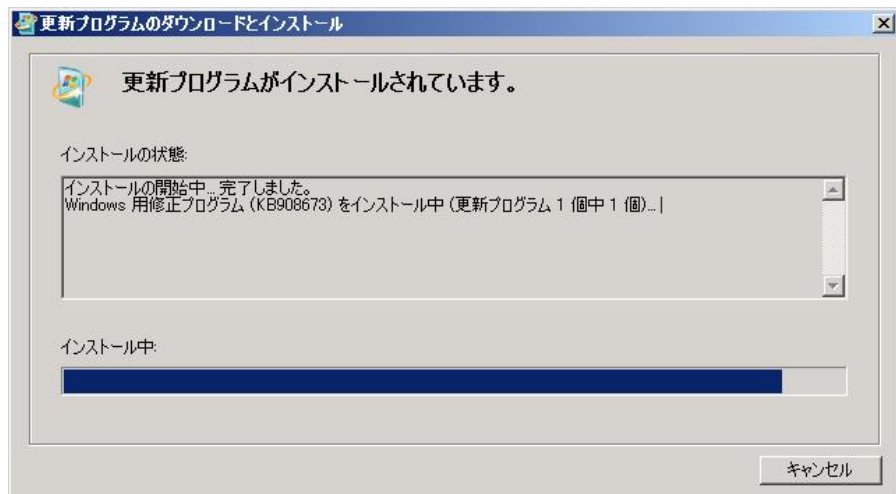 更新プログラムのダウンロードとインストール
更新プログラムがインストールされています。
インストールの状態:
インストールの開始中... 完了しました。
Windows 用修正プログラム (KB908673) をインストール中 (更新プログラム 1 個中 1 個)...
インストール中:
キャンセル